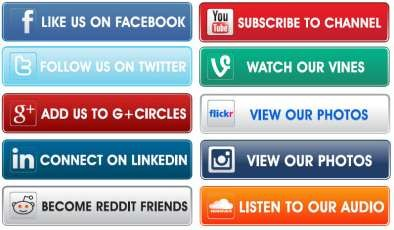 f LIKE US ON FACEBOOK
FOLLOW US ON TWITTER
g+ ADD US TO G+CIRCLES
in CONNECT ON LINKEDIN
BECOME REDDIT FRIENDS
You Tube SUBSCRIBE TO CHANNEL
V WATCH OUR VINES
flickr VIEW OUR PHOTOS
VIEW OUR PHOTOS
LISTEN TO OUR AUDIO